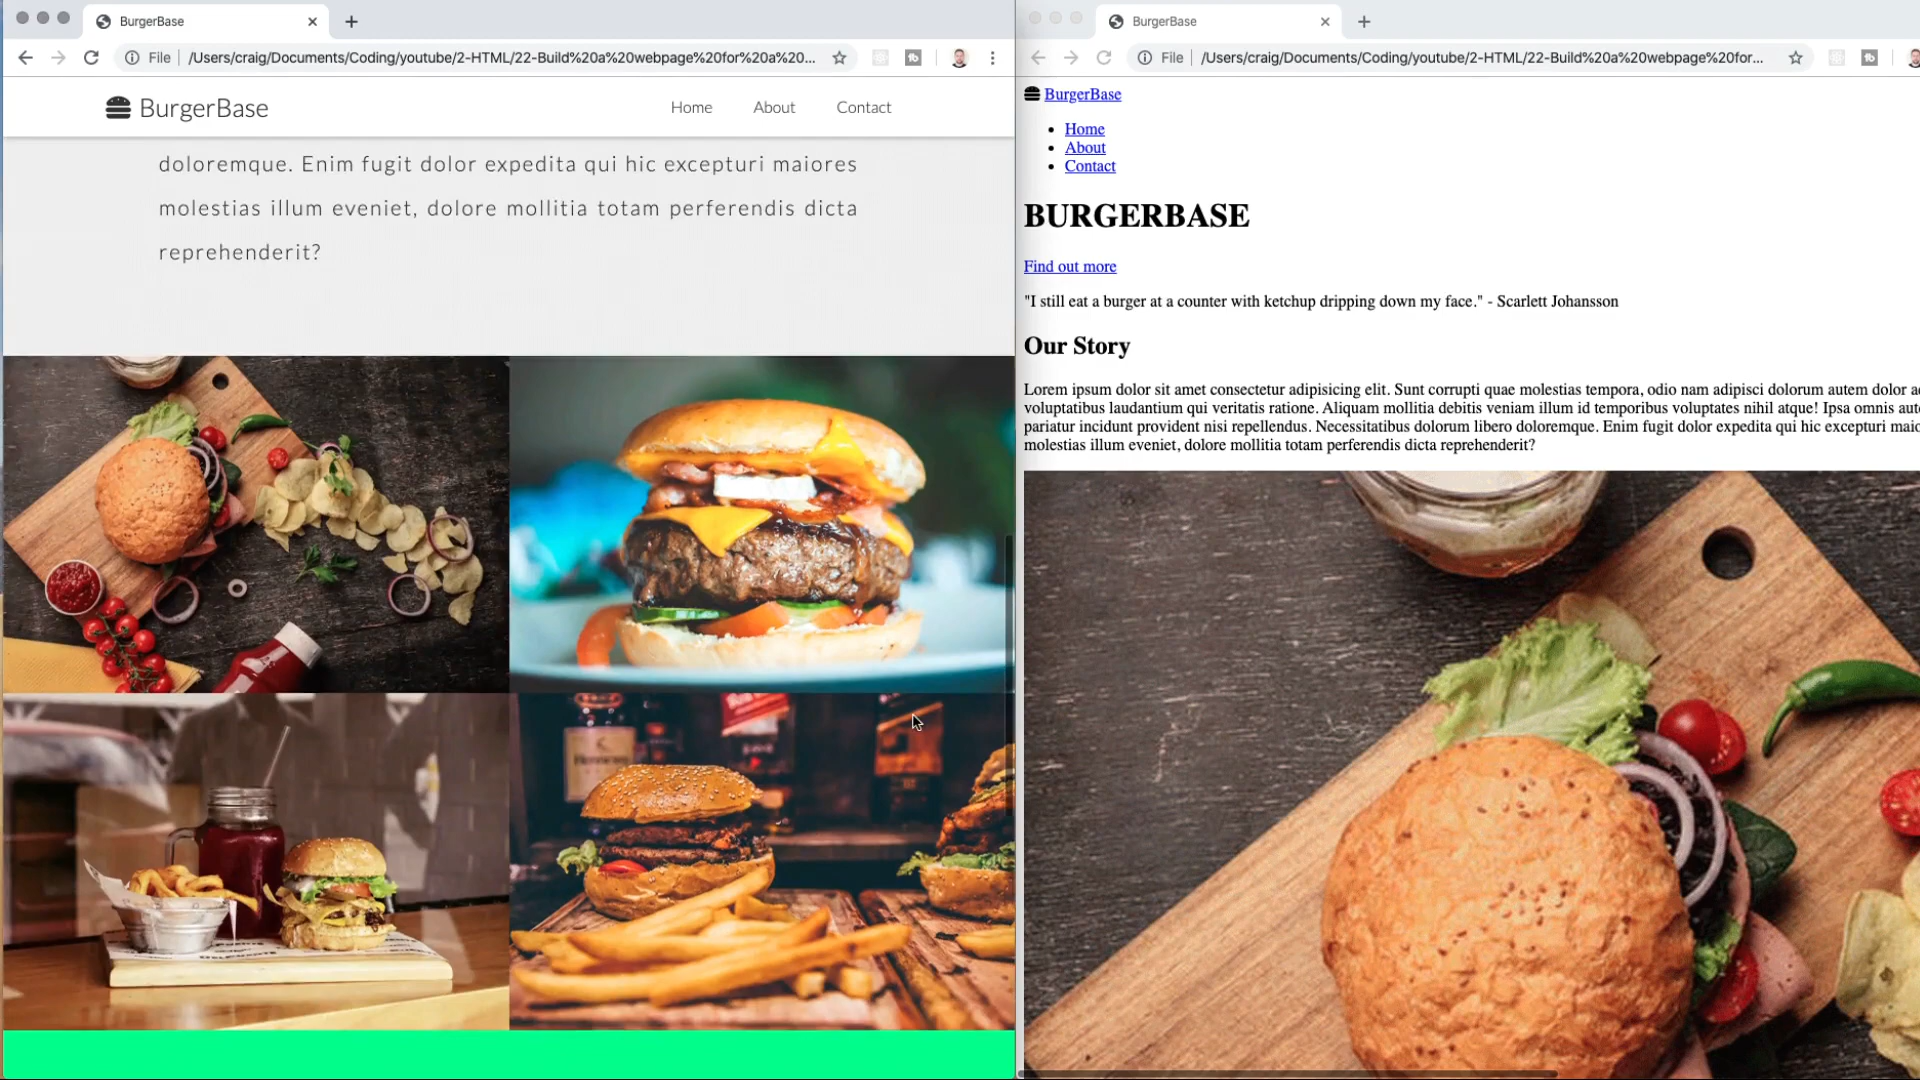 BurgerBase
File | /Users/craig/Documents/Coding/youtube/2-HTML/22-Build%20a%20webpage%20for%20a%20...
BurgerBase Home About Contact
doloremque. Enim fugit dolor expedita qui hic excepturi maiores
molestias illum eveniet, dolore mollitia totam perferendis dicta
reprehenderit?
Hennessy
BurgerBase
File | /Users/craig/Documents/Coding/youtube/2-HTML/22-Build%20a%20webpage%20for...
BurgerBase
Home
About
Contact
BURGERBASE
Find out more
"I still eat a burger at a counter with ketchup dripping down my face." - Scarlett Johansson
Our Story
Lorem ipsum dolor sit amet consectetur adipisicing elit. Sunt corrupti quae molestias tempora, odio nam adipisci dolorum autem dolor
voluptatibus laudantium qui veritatis ratione. Aliquam mollitia debitis veniam illum id temporibus voluptates nihil atque! Ipsa omnis
pariatur incidunt provident nisi repellendus. Necessitatibus dolorum libero doloremque. Enim fugit dolor expedita qui hic excepturi
molestias illum eveniet, dolore mollitia totam perferendis dicta reprehenderit?